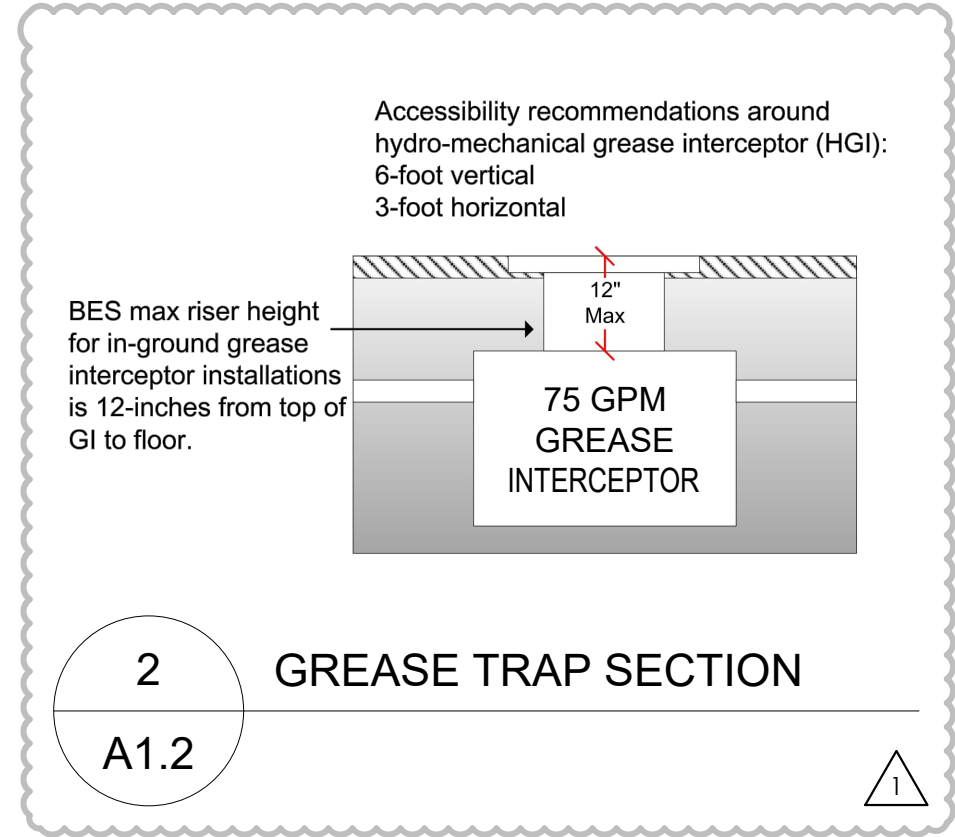 Accessibility recommendations around
hydro-mechanical grease interceptor (HGI):
6-foot vertical
3-foot horizontal
BES max riser height
for in-ground grease
interceptor installations
is 12-inches from top of
GI to floor.
12"
Max
75 GPM
GREASE
INTERCEPTOR
2
GREASE TRAP SECTION
A1.2
1